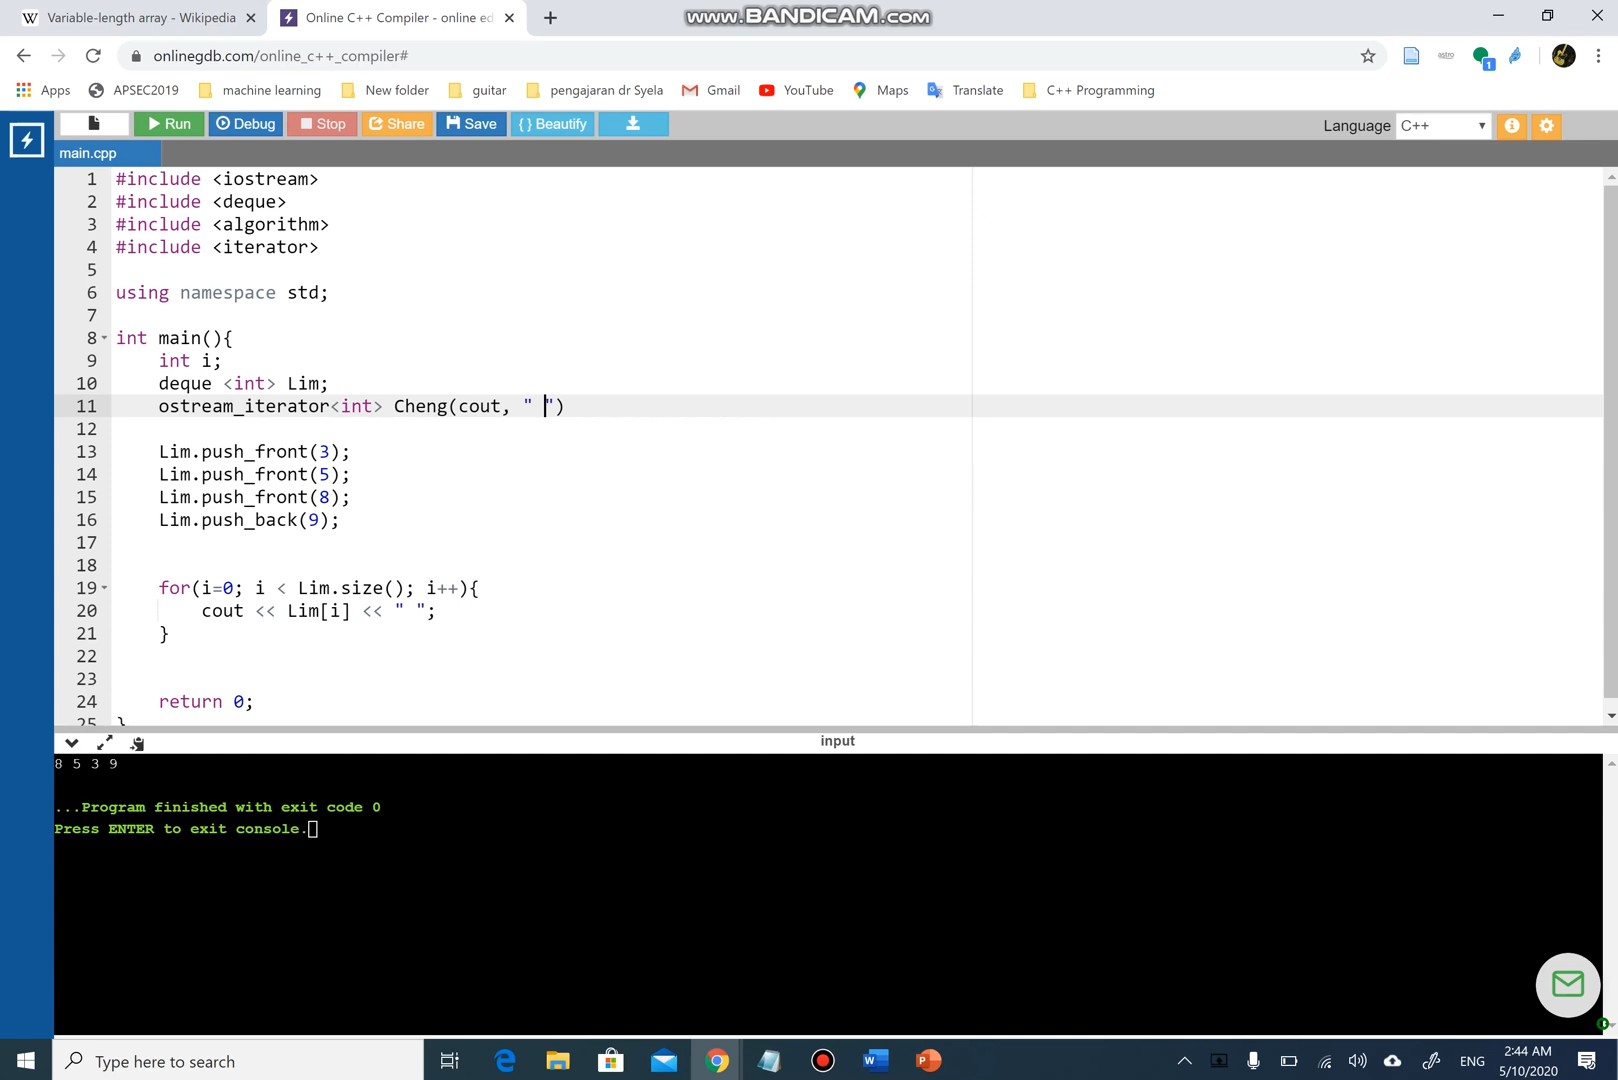 W Variable-length array - Wikipedia
Online C++ Compiler - online ed
www.BANDICAM.com
onlinegdb.com/online_c++_compiler#
1
Apps
APSEC2019
machine learning
New folder
guitar
pengajaran dr Syela
Gmail
YouTube
Maps
Translate
C++ Programming
Run
Debug
Stop
Share
Save
{ } Beautify
Language C++
main.cpp
1 #include <iostream>
2 #include <deque>
3 #include <algorithm>
4 #include <iterator>
5
6 using namespace std;
7
8 int main(){
9 int i;
10 deque <int> Lim;
11 ostream_iterator<int> Cheng(cout, " ")
12
13 Lim.push_front(3);
14 Lim.push_front(5);
15 Lim.push_front(8);
16 Lim.push_back(9);
17
18
19 for(i=0; i < Lim.size(); i++){
20 cout << Lim[i] << " ";
21 }
22
23
24 return 0;
25 }
input
8 5 3 9
...Program finished with exit code 0
Press ENTER to exit console.
Type here to search
ENG
2:44 AM
5/10/2020